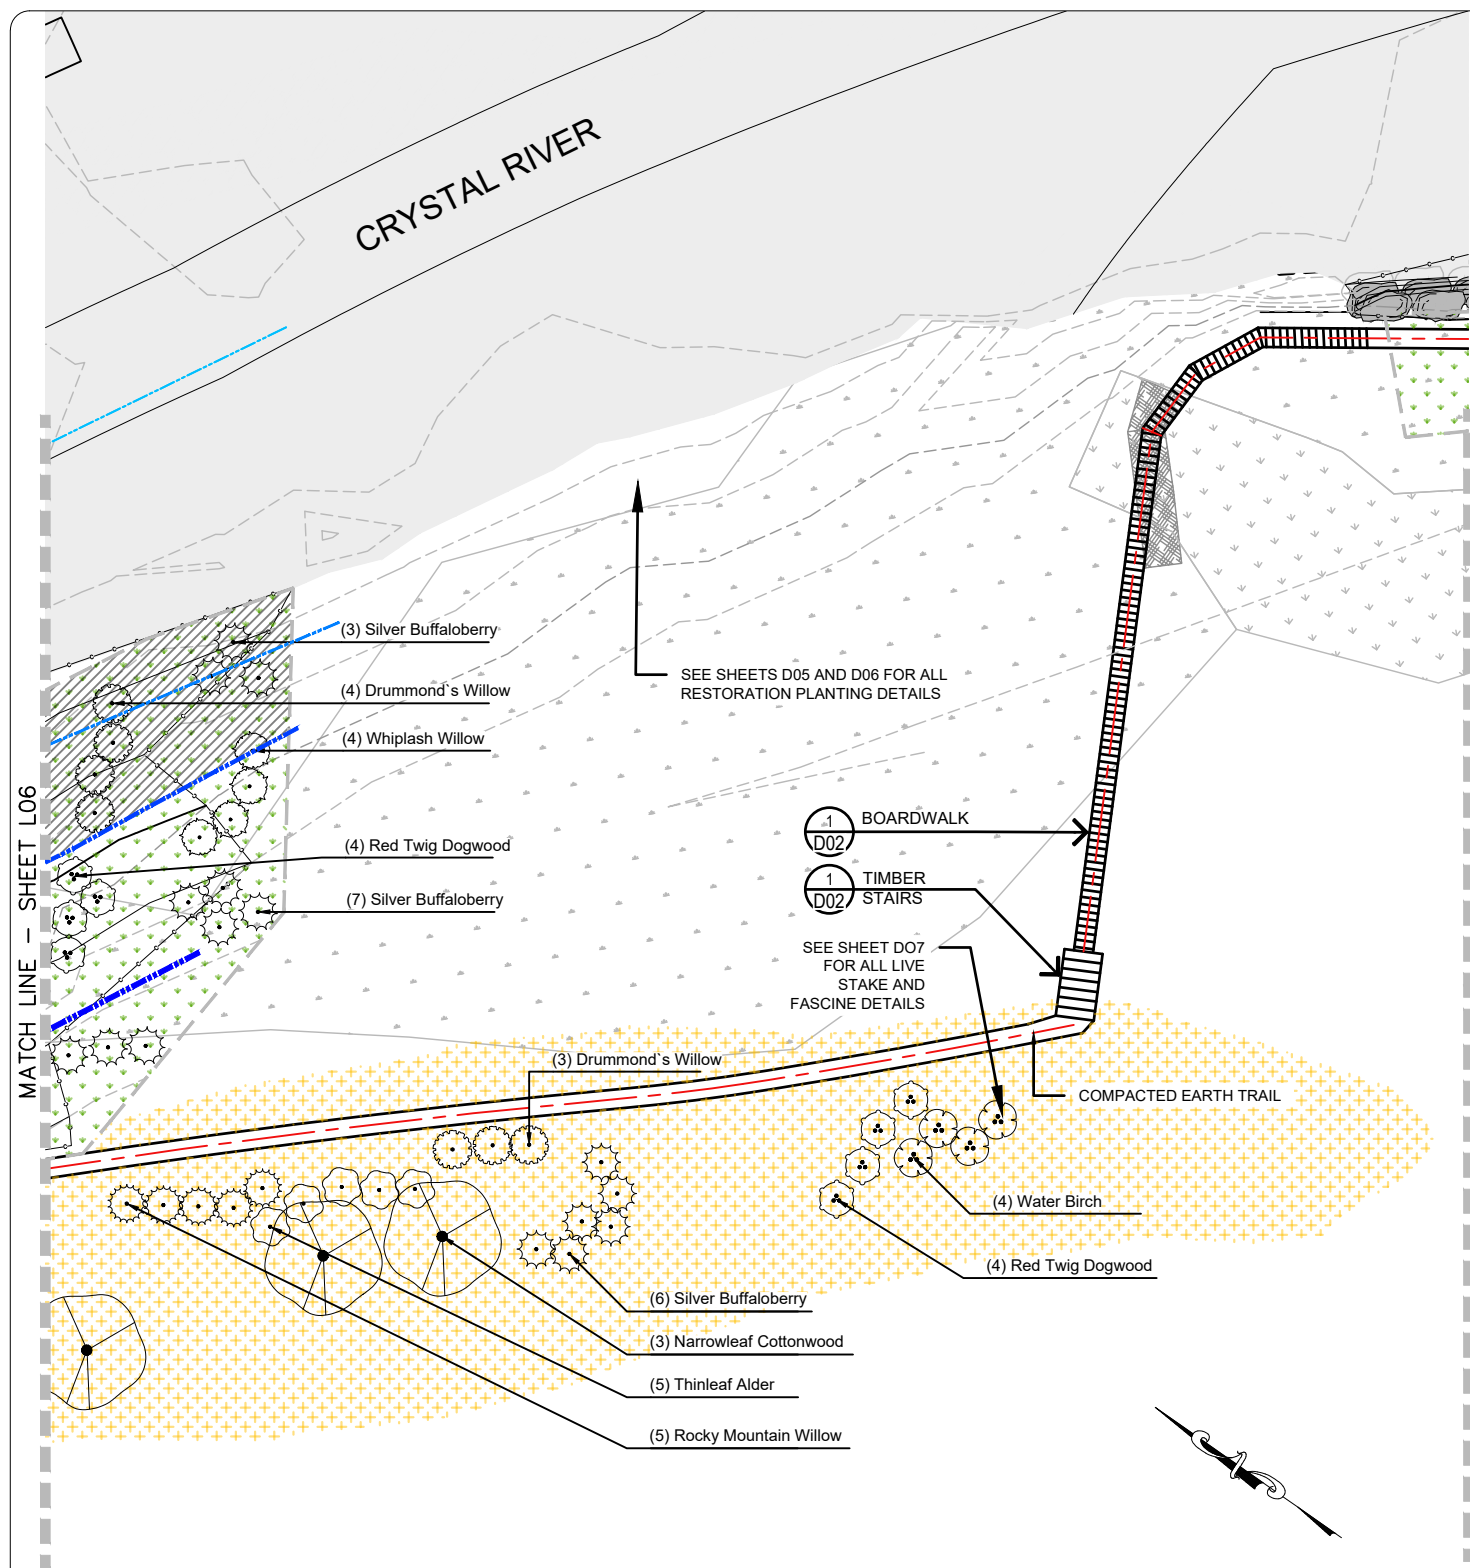 CRYSTAL RIVER
(3) Silver Buffaloberry
(4) Drummond`s Willow
(4) Whiplash Willow
(4) Red Twig Dogwood
(7) Silver Buffaloberry
MATCH LINE - SHEET L06
SEE SHEETS D05 AND D06 FOR ALL
RESTORATION PLANTING DETAILS
1
D02
BOARDWALK
1
D02
TIMBER
STAIRS
SEE SHEET DO7
FOR ALL LIVE
STAKE AND
FASCINE DETAILS
(3) Drummond`s Willow
COMPACTED EARTH TRAIL
(4) Water Birch
(4) Red Twig Dogwood
(6) Silver Buffaloberry
(3) Narrowleaf Cottonwood
(5) Thinleaf Alder
(5) Rocky Mountain Willow